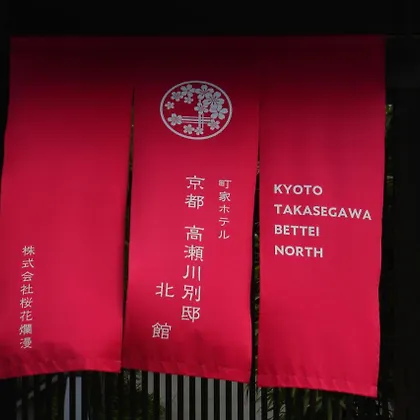 町家ホテル
京都 高瀬川別邸
北館
KYOTO
TAKASEGAWA
BETTEI
NORTH
株式会社桜花爛漫